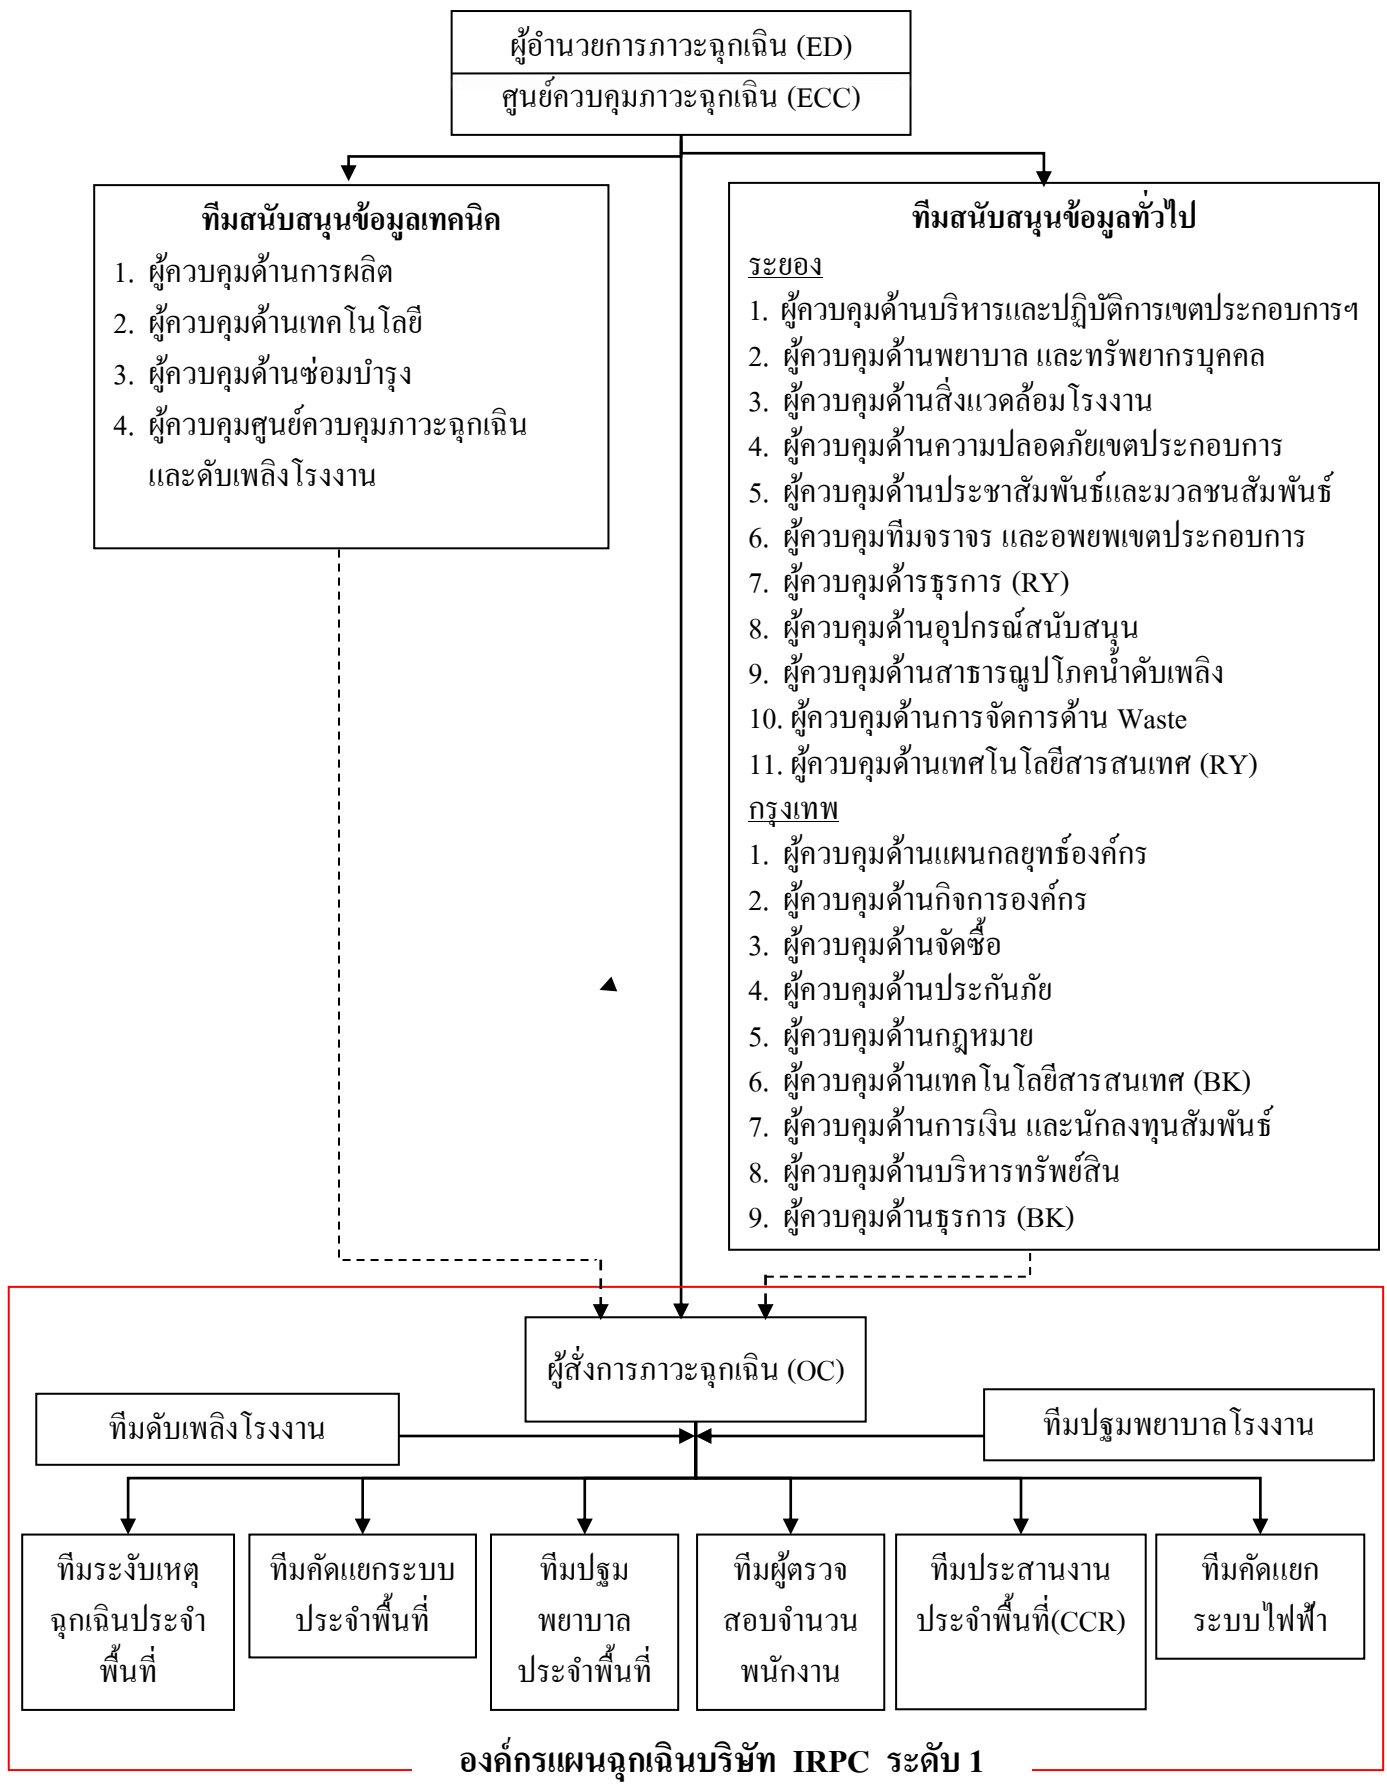 ผู้อำนวยการภาวะฉุกเฉิน (ED)
ศูนย์ควบคุมภาวะฉุกเฉิน (ECC)
ทีมสนับสนุนข้อมูลเทคนิค
1. ผู้ควบคุมด้านการผลิต
2. ผู้ควบคุมด้านเทคโนโลยี
3. ผู้ควบคุมด้านซ่อมบำรุง
4. ผู้ควบคุมศูนย์ควบคุมภาวะฉุกเฉิน
และดับเพลิงโรงงาน
ทีมสนับสนุนข้อมูลทั่วไป
ระยอง
1. ผู้ควบคุมด้านบริหารและปฏิบัติการเขตประกอบการฯ
2. ผู้ควบคุมด้านพยาบาล และทรัพยากรบุคคล
3. ผู้ควบคุมด้านสิ่งแวดล้อมโรงงาน
4. ผู้ควบคุมด้านความปลอดภัยเขตประกอบการ
5. ผู้ควบคุมด้านประชาสัมพันธ์และมวลชนสัมพันธ์
6. ผู้ควบคุมทีมจราจร และอพยพเขตประกอบการ
7. ผู้ควบคุมด้ารธุรการ (RY)
8. ผู้ควบคุมด้านอุปกรณ์สนับสนุน
9. ผู้ควบคุมด้านสาธารณูปโภคน้ำดับเพลิง
10. ผู้ควบคุมด้านการจัดการด้าน Waste
11. ผู้ควบคุมด้านเทศโนโลยีสารสนเทศ (RY)
กรุงเทพ
1. ผู้ควบคุมด้านแผนกลยุทธ์องค์กร
2. ผู้ควบคุมด้านกิจการองค์กร
3. ผู้ควบคุมด้านจัดซื้อ
4. ผู้ควบคุมด้านประกันภัย
5. ผู้ควบคุมด้านกฎหมาย
6. ผู้ควบคุมด้านเทคโนโลยีสารสนเทศ (BK)
7. ผู้ควบคุมด้านการเงิน และนักลงทุนสัมพันธ์
8. ผู้ควบคุมด้านบริหารทรัพย์สิน
9. ผู้ควบคุมด้านธุรการ (BK)
ผู้สั่งการภาวะฉุกเฉิน (OC)
ทีมดับเพลิงโรงงาน
ทีมปฐมพยาบาลโรงงาน
ทีมระงับเหตุ
ฉุกเฉินประจำ
พื้นที่
ทีมคัดแยกระบบ
ประจำพื้นที่
ทีมปฐม
พยาบาล
ประจำพื้นที่
ทีมผู้ตรวจ
สอบจำนวน
พนักงาน
ทีมประสานงาน
ประจำพื้นที่(CCR)
ทีมคัดแยก
ระบบไฟฟ้า
องค์กรแผนฉุกเฉินบริษัท IRPC ระดับ 1